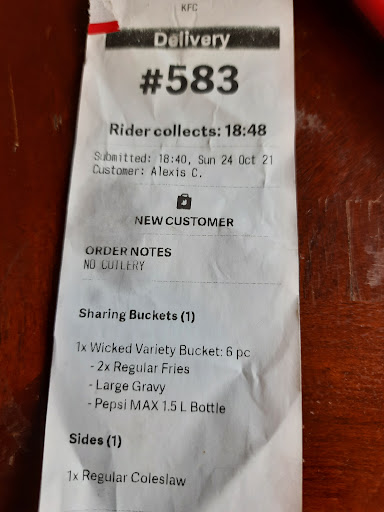 KFC
Delivery
#583
Rider collects: 18:48
Submitted: 18:40, Sun 24 Oct 21
Customer: Alexis C.
NEW CUSTOMER
ORDER NOTES
NO CUTLERY
Sharing Buckets (1)
1x Wicked Variety Bucket: 6 pc
- 2x Regular Fries
- Large Gravy
- Pepsi MAX 1.5 L Bottle
Sides (1)
1x Regular Coleslaw